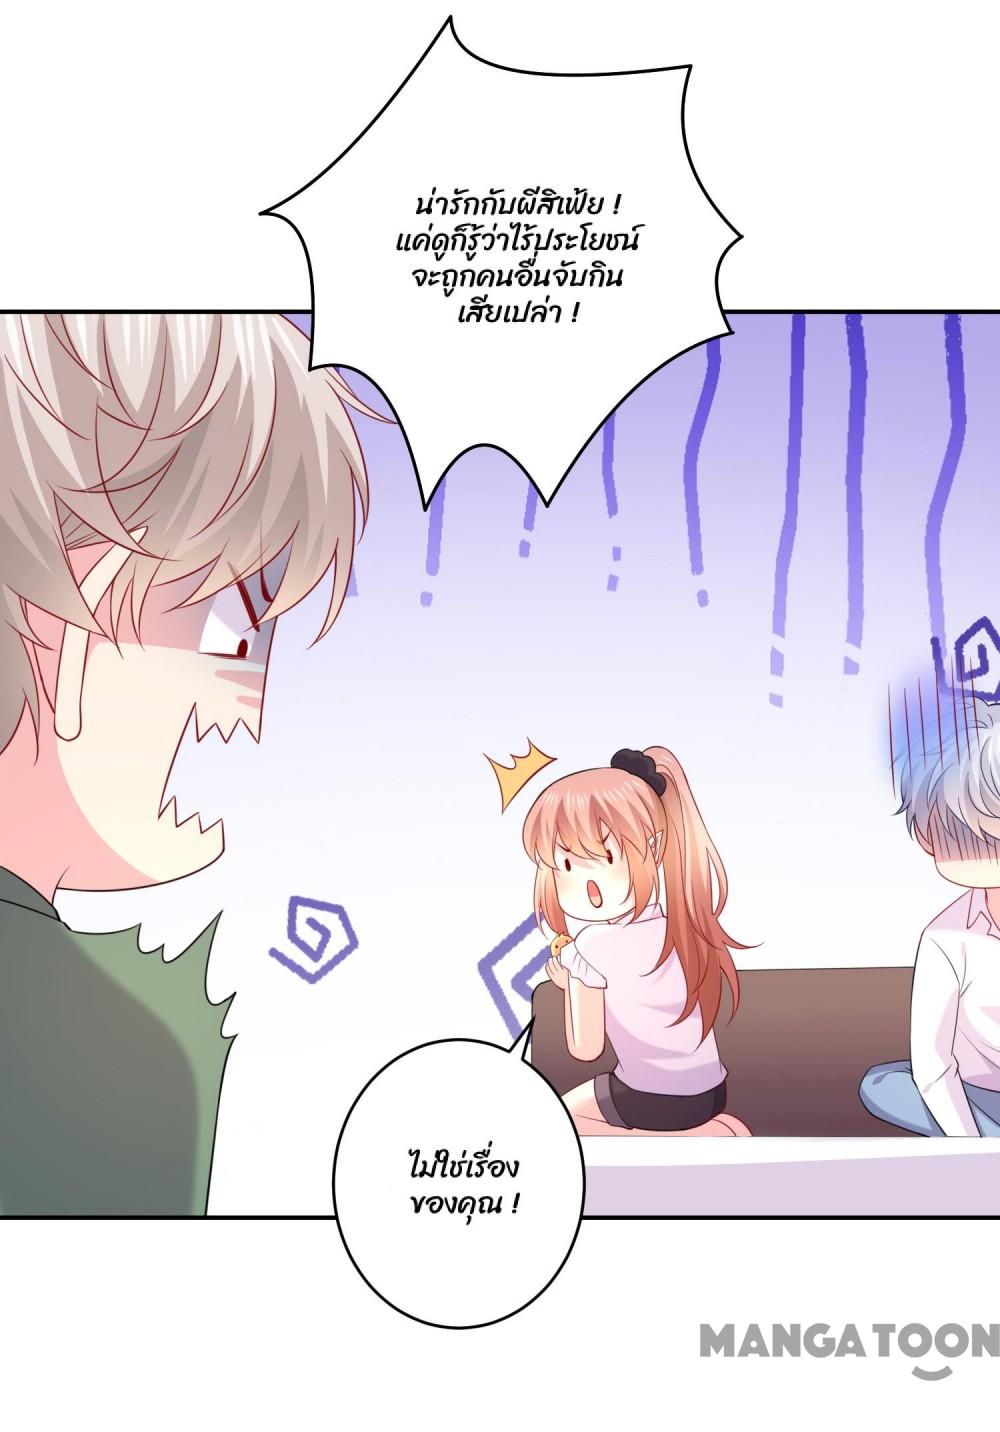 น่ารักกับผีสิเฟ้ย !
แค่ดูก็รู้ว่าไร้ประโยชน์
จะถูกคนอื่นจับกิน
เสียเปล่า !
ไม่ใช่เรื่อง
ของคุณ !
MANGATOON